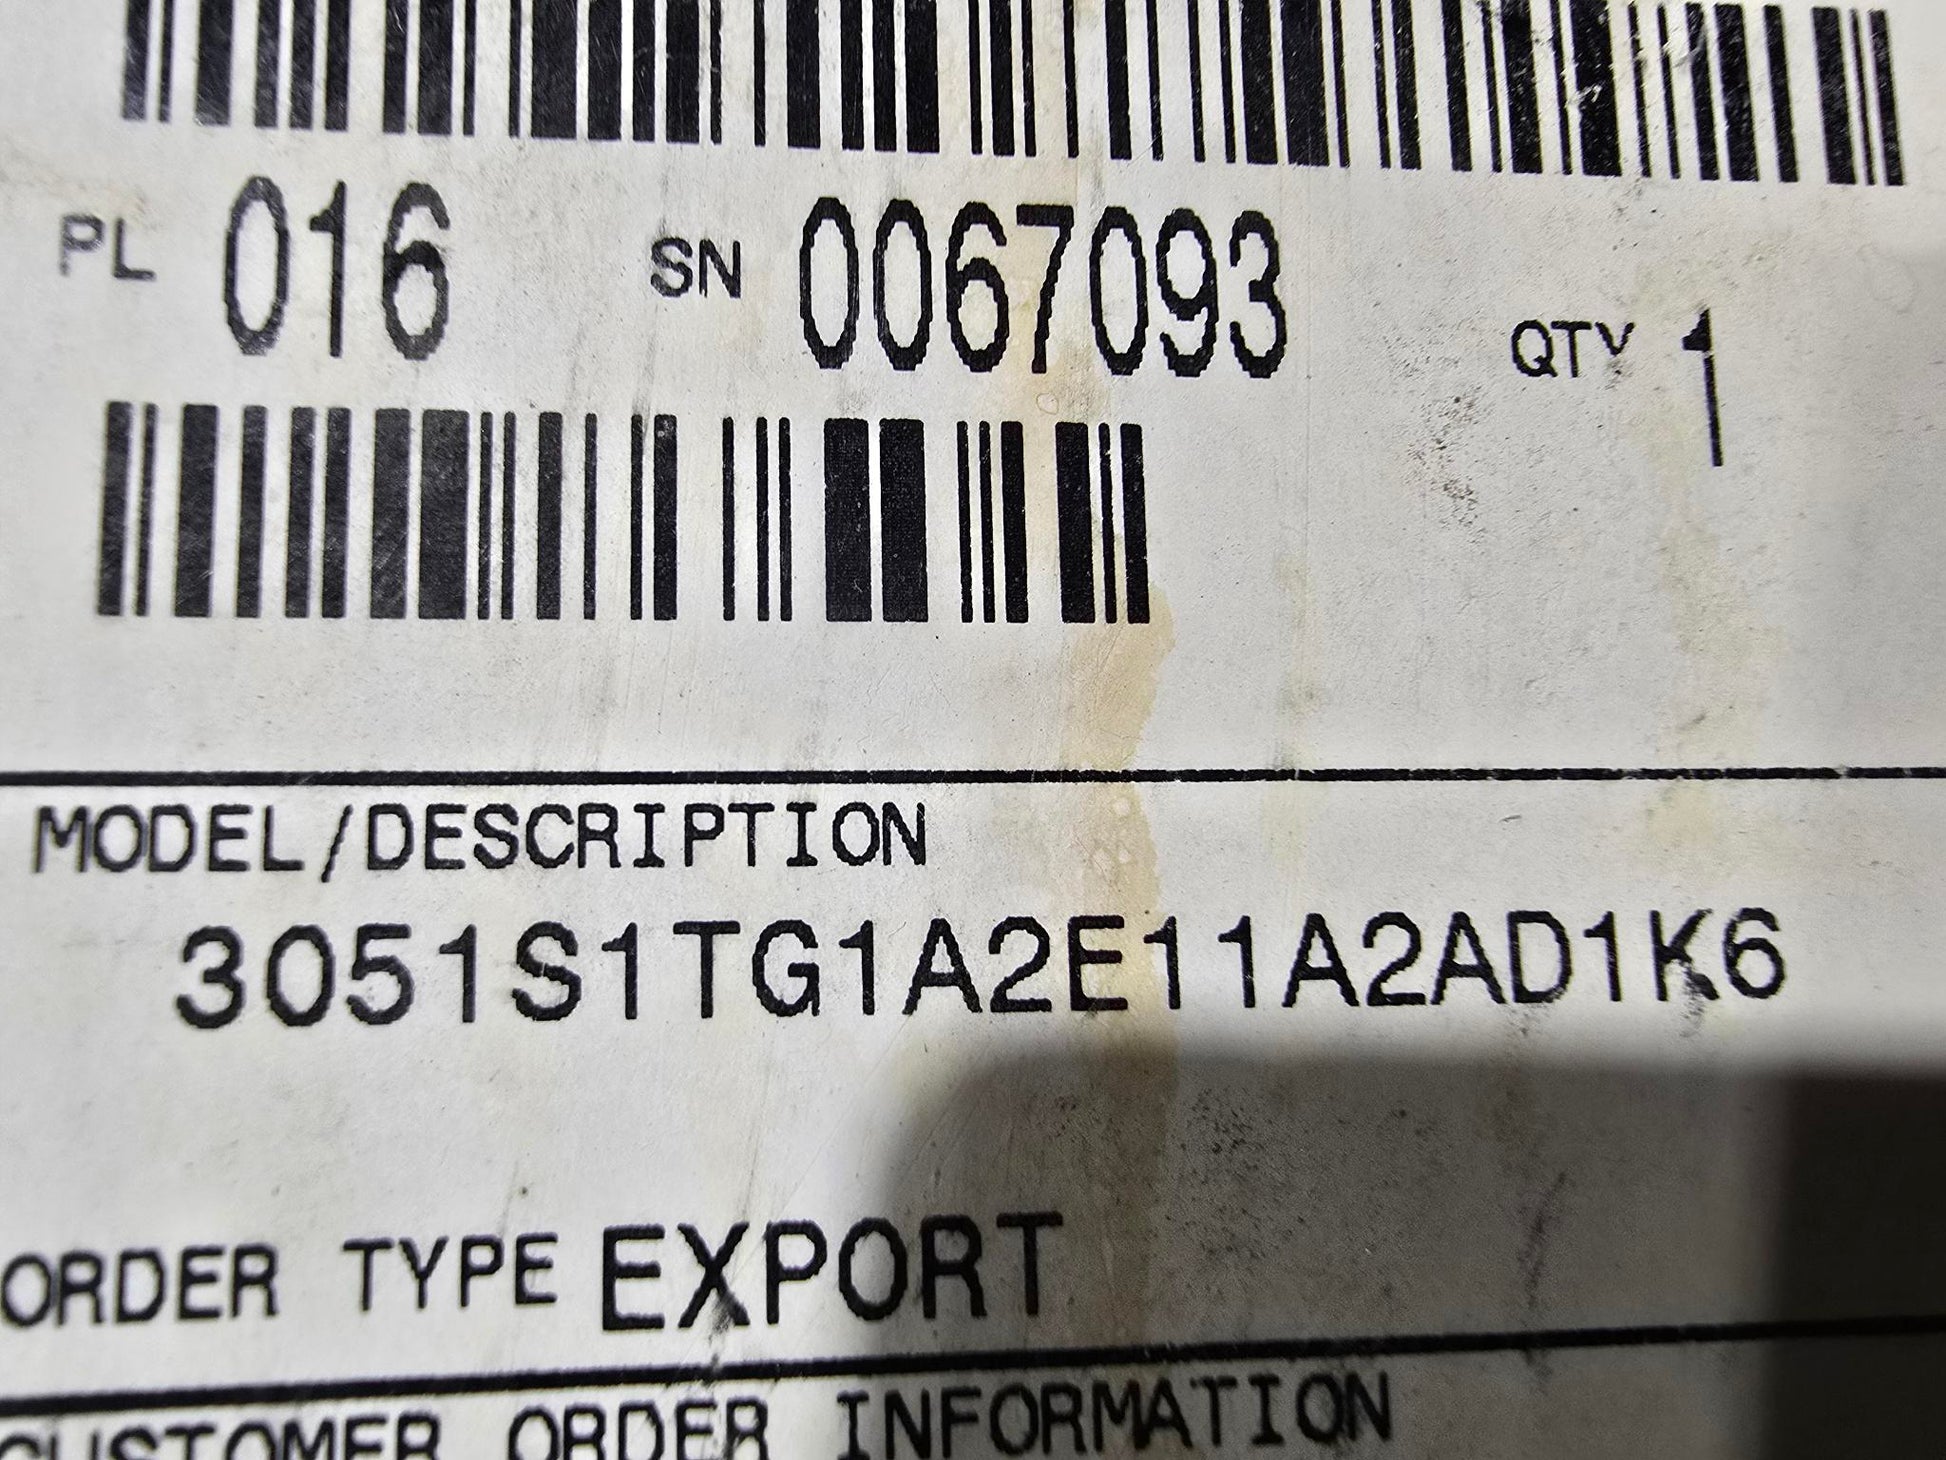 PL 016 SN 0067093 QTY 1
MODEL/DESCRIPTION
3051S1TG1A2E11A2AD1K6
ORDER TYPE EXPORT
CUSTOMER ORDER INFORMATION